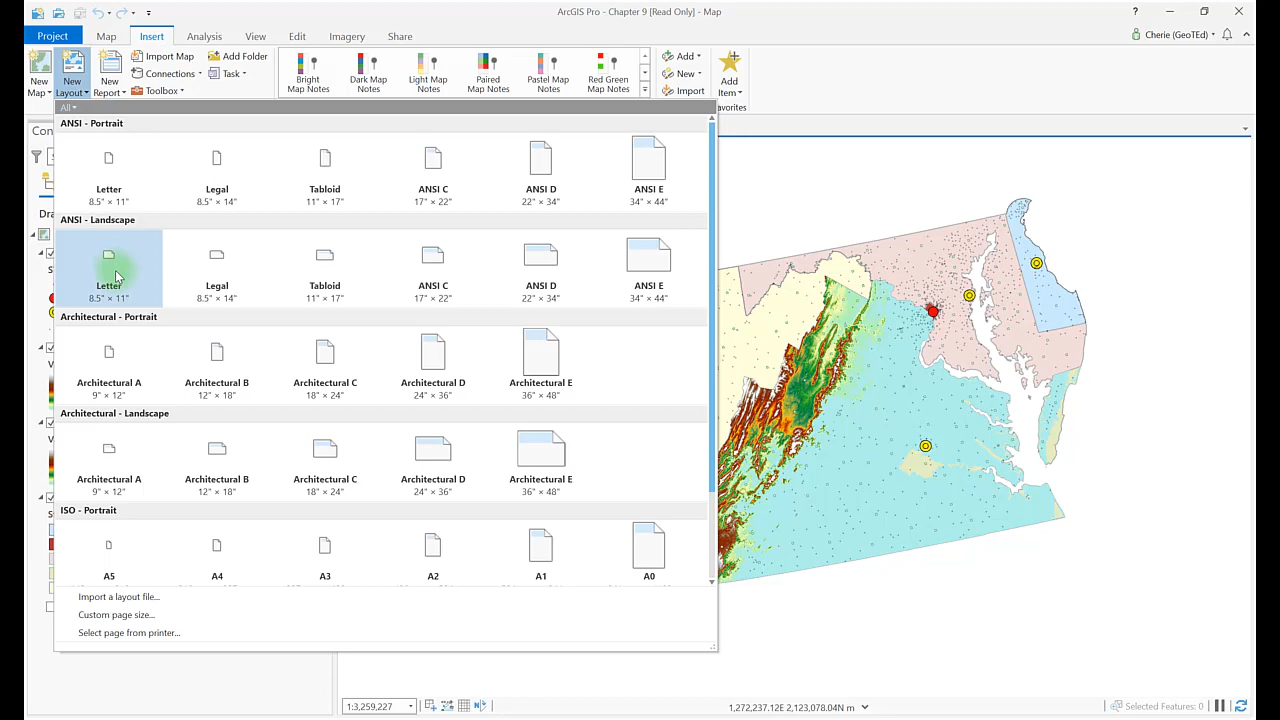 ArcGIS Pro - Chapter 9 [Read Only] - Map
?
Project
Map
Insert
Analysis
View
Edit
Imagery
Share
Cherie (GeoTEd)
New
Map
New
Layout
New
Report
Import Map
Connections
Toolbox
Add Folder
Task
Bright
Map Notes
Dark Map
Notes
Light Map
Notes
Paired
Map Notes
Pastel Map
Notes
Red Green
Map Notes
Add
New
Import
Add
Item
avorites
All
Con
S
Dra
ANSI - Portrait
Letter
8.5" × 11"
Legal
8.5" × 14"
Tabloid
11" × 17"
ANSI C
17" × 22"
ANSI D
22" × 34"
ANSI E
34" × 44"
ANSI - Landscape
Letter
8.5" × 11"
Legal
8.5" × 14"
Tabloid
11" × 17"
ANSI C
17" × 22"
ANSI D
22" × 34"
ANSI E
34" × 44"
Architectural - Portrait
Architectural A
9" × 12"
Architectural B
12" × 18"
Architectural C
18" × 24"
Architectural D
24" × 36"
Architectural E
36" × 48"
Architectural - Landscape
Architectural A
9" × 12"
Architectural B
12" × 18"
Architectural C
18" × 24"
Architectural D
24" × 36"
Architectural E
36" × 48"
ISO - Portrait
A5
A4
A3
A2
A1
A0
Import a layout file...
Custom page size...
Select page from printer...
1:3,259,227
1,272,237.12E 2,123,078.04N m
Selected Features: 0